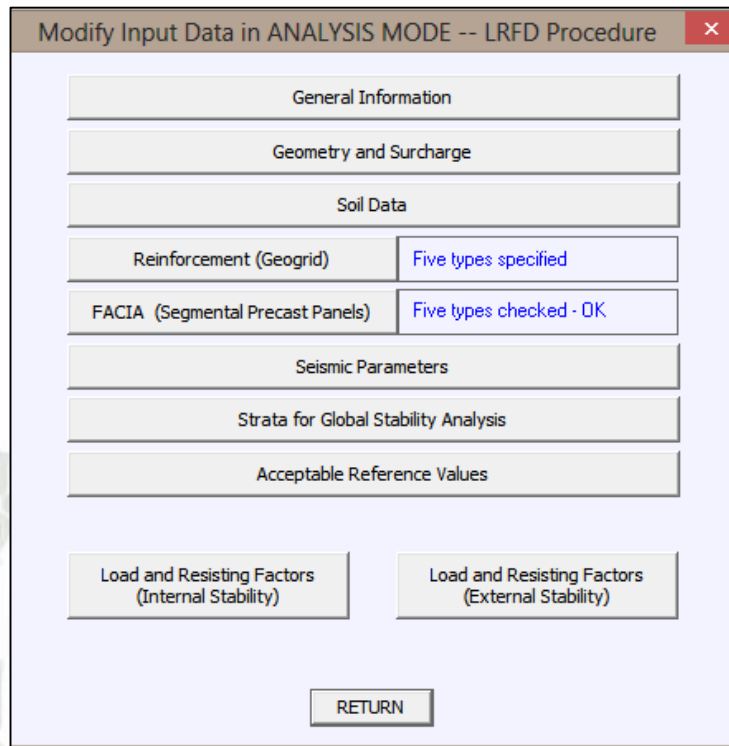 Modify Input Data in ANALYSIS MODE -- LRFD Procedure
General Information
Geometry and Surcharge
Soil Data
Reinforcement (Geogrid) Five types specified
FACIA (Segmental Precast Panels) Five types checked - OK
Seismic Parameters
Strata for Global Stability Analysis
Acceptable Reference Values
Load and Resisting Factors
(Internal Stability)
Load and Resisting Factors
(External Stability)
RETURN